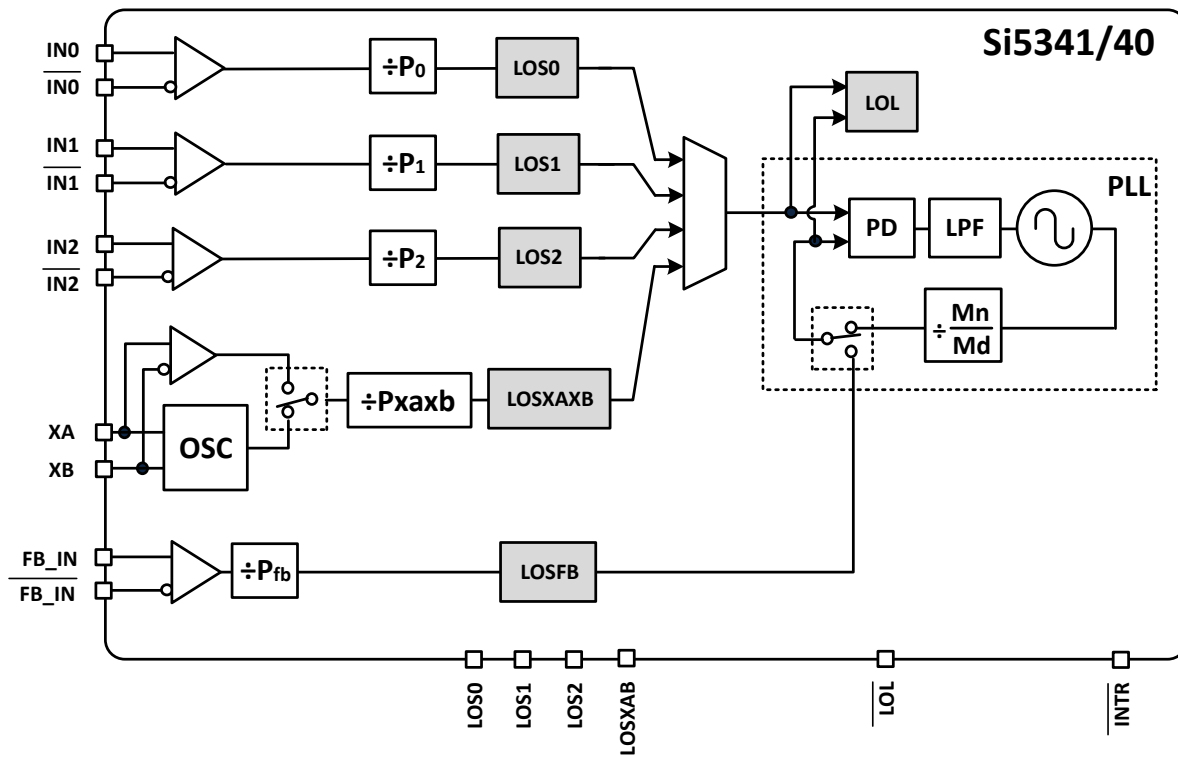 Si5341/40
IN0
IN0
÷P0
LOS0
LOL
IN1
IN1
÷P1
LOS1
PLL
IN2
IN2
÷P2
LOS2
PD
LPF
÷ Mn
Md
XA
XB
OSC
÷Pxaxb
LOSXAXB
FB_IN
FB_IN
÷Pfb
LOSFB
LOS0
LOS1
LOS2
LOSXAB
LOL
INTR